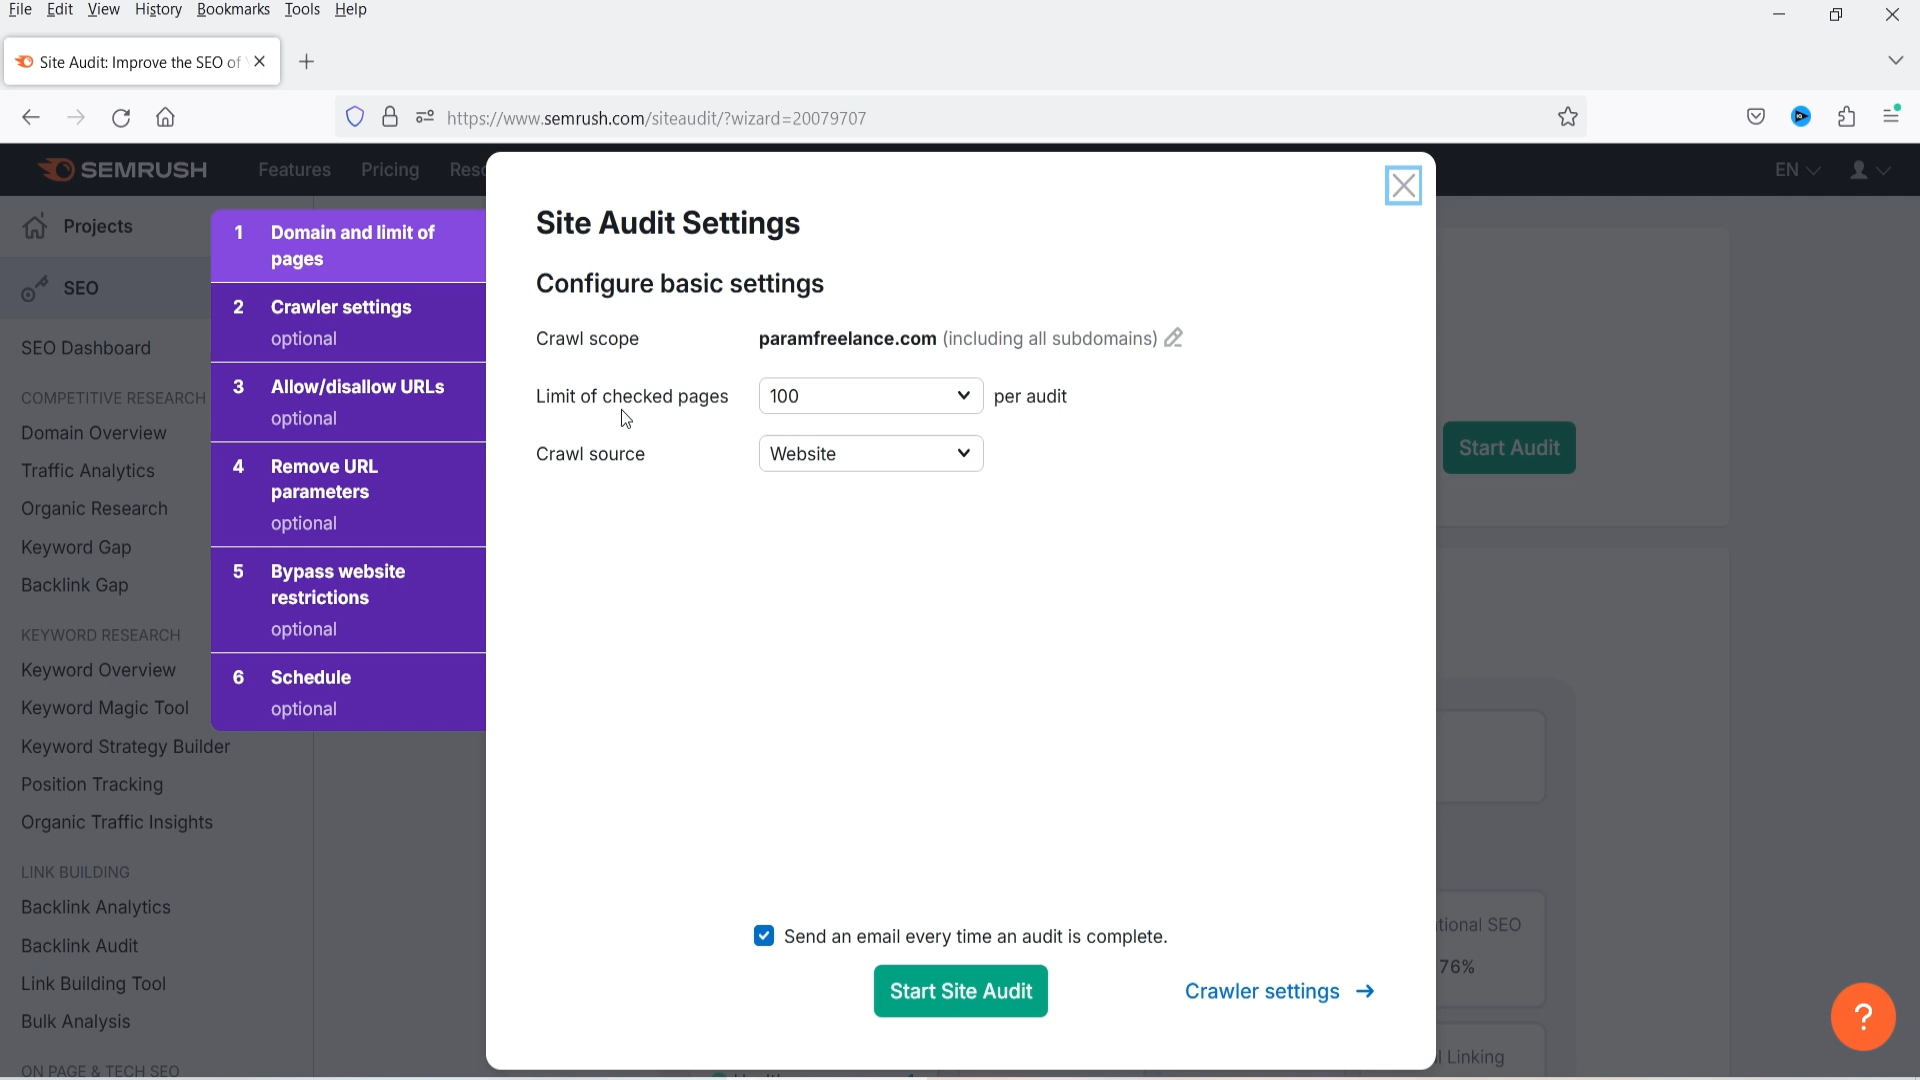 File Edit View History Bookmarks Tools Help
Site Audit: Improve the SEO of
https://www.semrush.com/siteaudit/?wizard=20079707
SEMRUSH Features Pricing EN
Projects
SEO
SEO Dashboard
COMPETITIVE RESEARCH
Domain Overview
Traffic Analytics
Organic Research
Keyword Gap
Backlink Gap
KEYWORD RESEARCH
Keyword Overview
Keyword Magic Tool
Keyword Strategy Builder
Position Tracking
Organic Traffic Insights
LINK BUILDING
Backlink Analytics
Backlink Audit
Link Building Tool
Bulk Analysis
ON PAGE & TECH SEO
1 Domain and limit of
pages
2 Crawler settings
optional
3 Allow/disallow URLs
optional
4 Remove URL
parameters
optional
5 Bypass website
restrictions
optional
6 Schedule
optional
Site Audit Settings
Configure basic settings
Crawl scope paramfreelance.com (including all subdomains)
Limit of checked pages 100 per audit
Crawl source Website
Send an email every time an audit is complete.
Start Site Audit Crawler settings →
Start Audit
SEO
76%
Linking
?